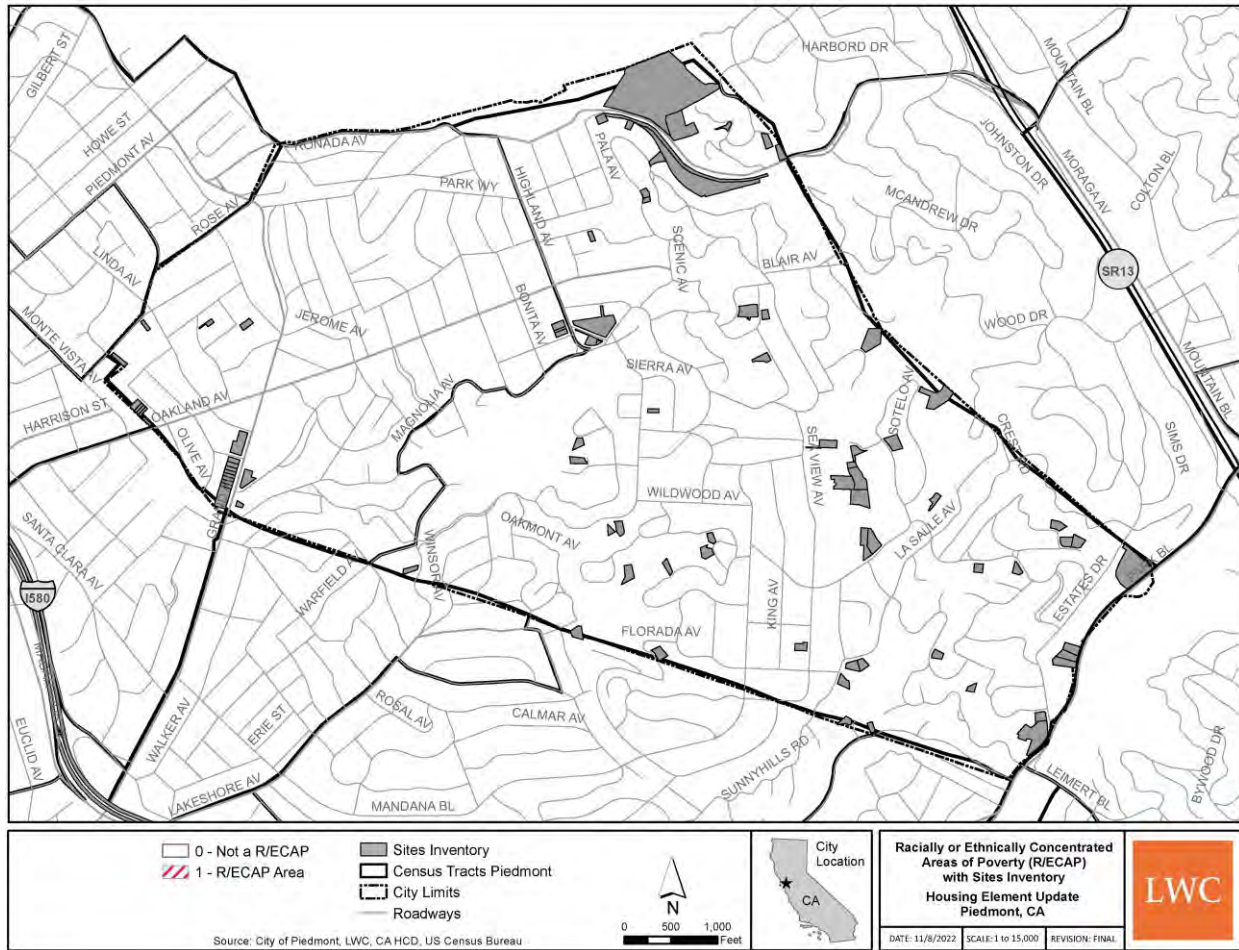 GILBERT ST
HARBORD DR
MOUNTAIN BL
HOWE ST
PIEDMONT AV
JOHNSTON DR
MORAGA AV
COLTON BL
RONADA AV
PALA AV
PARK WY
HIGHLAND AV
ROSE AV
MCANDREW DR
LINDA AV
SCENIC AV
BLAIR AV
SR13
JEROME AV
BONITA AV
WOOD DR
MONTE VISTA AV
MOUNTAIN BL
SIERRA AV
MAGNOLIA AV
SOTELO AV
HARRISON ST
OAKLAND AV
OLIVE AV
SEA VIEW AV
SIMS DR
WILDWOOD AV
OAKMONT AV
LA SALLE AV
SANTA CLARA AV
WINSOR AV
WARFIELD
ESTATES DR
I580
KING AV
FLORADA AV
ROSAL AV
CALMAR AV
ERIE ST
WALKER AV
EUCLID AV
SUNNYHILLS RD
BYWOOD DR
LAKESHORE AV
MANDANA BL
LEIMERT BL
0 - Not a R/ECAP
1 - R/ECAP Area
Sites Inventory
Census Tracts Piedmont
City Limits
Roadways
Source: City of Piedmont, LWC, CA HCD, US Census Bureau
N
0 500 1,000
Feet
City
Location
CA
Racially or Ethnically Concentrated
Areas of Poverty (R/ECAP)
with Sites Inventory
Housing Element Update
Piedmont, CA
DATE: 11/8/2022 SCALE: 1 to 15,000 REVISION: FINAL
LWC